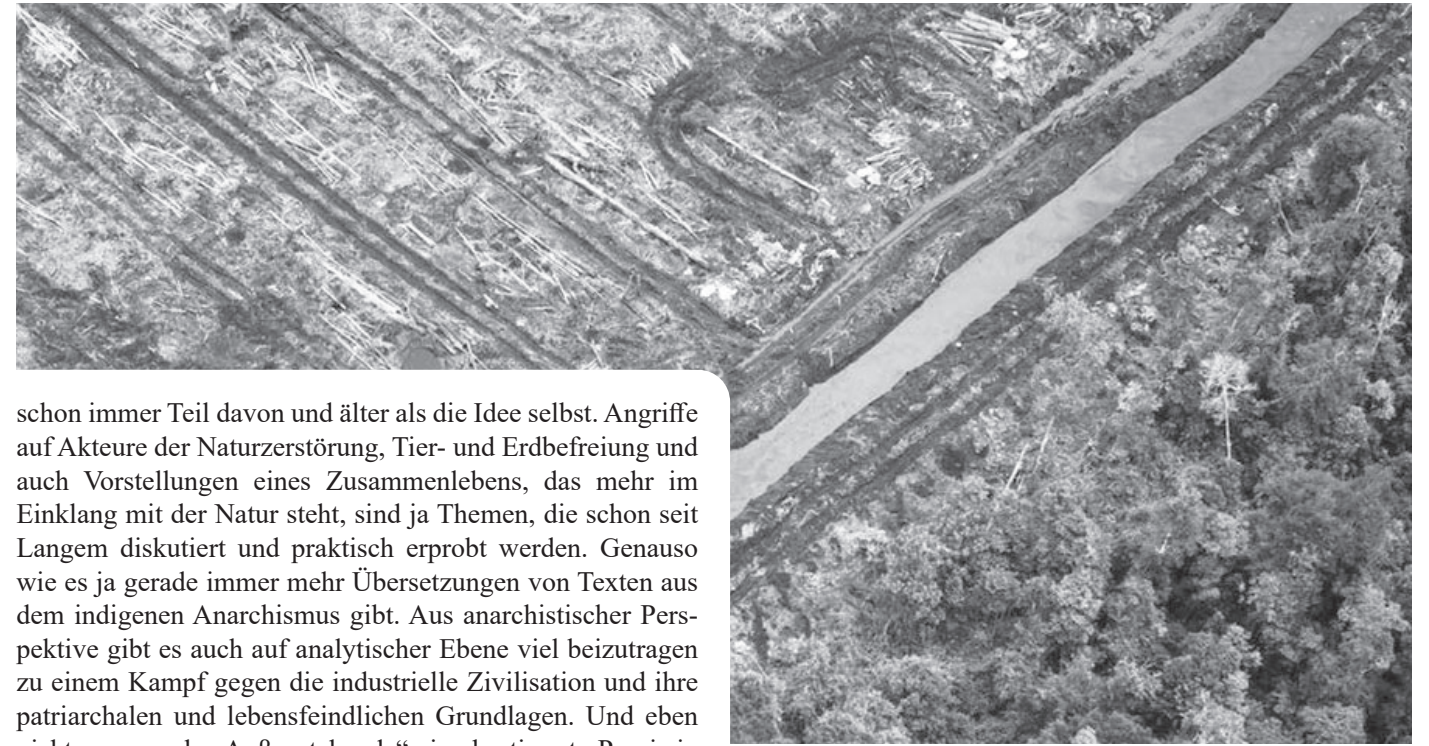 schon immer Teil davon und älter als die Idee selbst. Angriffe
auf Akteure der Naturzerstörung, Tier- und Erdbefreiung und
auch Vorstellungen eines Zusammenlebens, das mehr im
Einklang mit der Natur steht, sind ja Themen, die schon seit
Langem diskutiert und praktisch erprobt werden. Genauso
wie es ja gerade immer mehr Übersetzungen von Texten aus
dem indigenen Anarchismus gibt. Aus anarchistischer Pers-
pektive gibt es auch auf analytischer Ebene viel beizutragen
zu einem Kampf gegen die industrielle Zivilisation und ihre
patriarchalen und lebensfeindlichen Grundlagen. Und eben